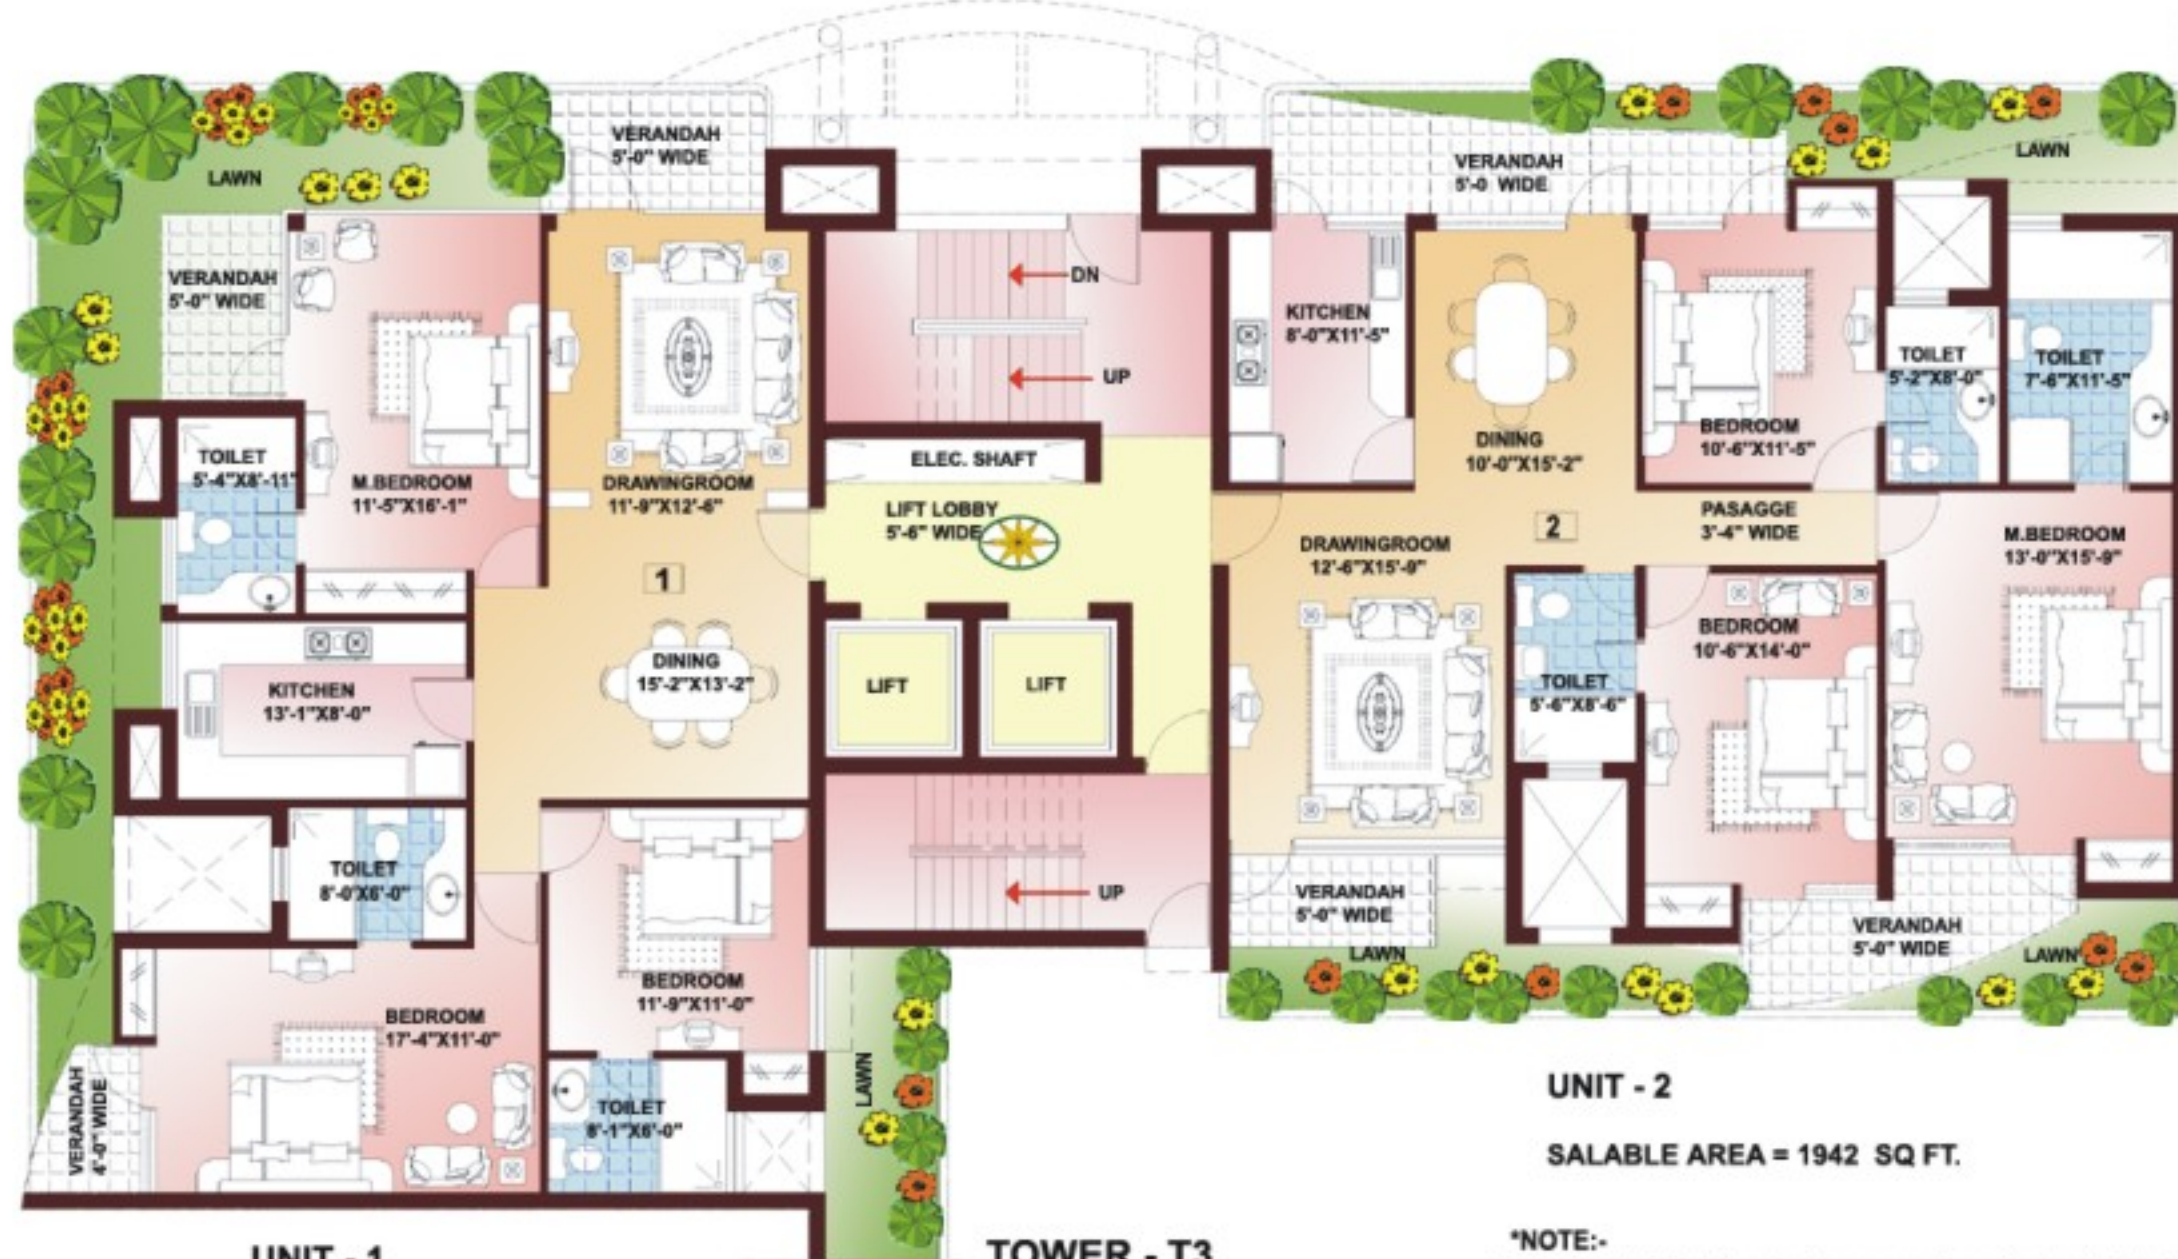 VERANDAH
5'-0" WIDE
LAWN
VERANDAH
5'-0" WIDE
TOILET
5'-4"X8'-11"
M.BEDROOM
11'-5"X16'-1"
DRAWINGROOM
11'-9"X12'-6"
1
DINING
15'-2"X13'-2"
KITCHEN
13'-1"X8'-0"
TOILET
8'-0"X6'-0"
BEDROOM
17'-4"X11'-0"
VERANDAH
4'-0" WIDE
BEDROOM
11'-9"X11'-0"
TOILET
8'-1"X6'-0"
LAWN
DN
UP
ELEC. SHAFT
LIFT LOBBY
5'-6" WIDE
LIFT
LIFT
UP
VERANDAH
5'-0 WIDE
LAWN
KITCHEN
8'-0"X11'-5"
DINING
10'-0"X15'-2"
BEDROOM
10'-6"X11'-5"
TOILET
5'-2"X8'-0"
TOILET
7'-6"X11'-5"
2
PASAGGE
3'-4" WIDE
M.BEDROOM
13'-0"X15'-9"
DRAWINGROOM
12'-6"X15'-9"
TOILET
5'-6"X8'-6"
BEDROOM
10'-6"X14'-0"
VERANDAH
5'-0" WIDE
LAWN
VERANDAH
5'-0" WIDE
LAWN
UNIT - 2
SALABLE AREA = 1942 SQ FT.
*NOTE:-
UNIT - 1
TOWER - T3